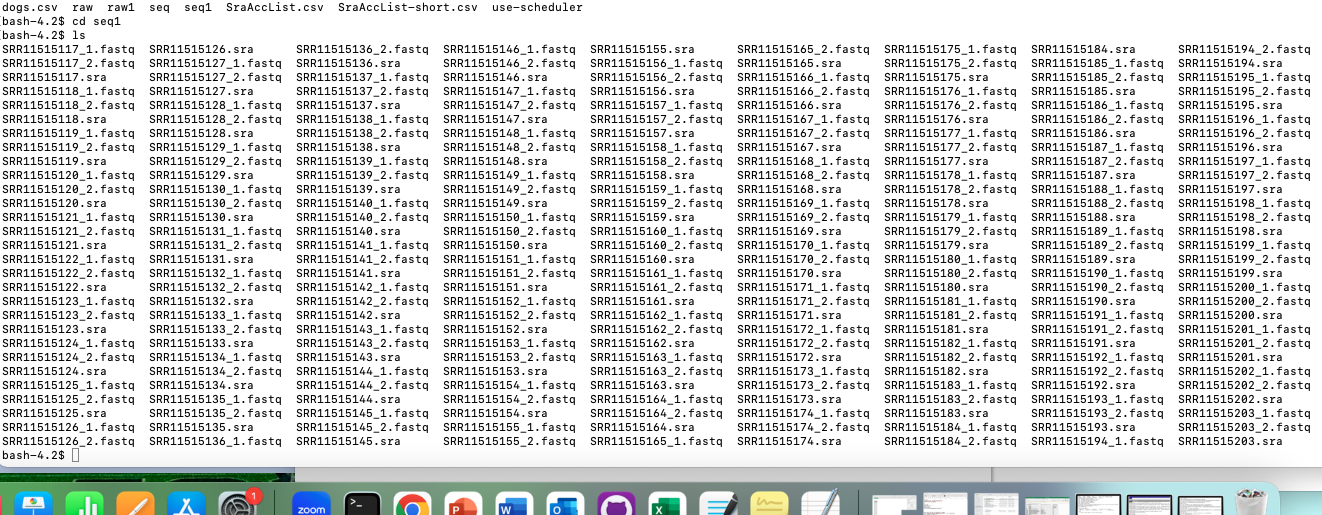 dogs.csv raw raw1 seq seq1 SraAccList.csv SraAccList-short.csv use-scheduler
[bash-4.2$ cd seq1
[bash-4.2$ ls
SRR11515117_1.fastq SRR11515126.sra SRR11515136_2.fastq SRR11515146_1.fastq SRR11515155.sra SRR11515165_2.fastq SRR11515175_1.fastq SRR11515184.sra SRR11515194_2.fastq
SRR11515117_2.fastq SRR11515127_1.fastq SRR11515136.sra SRR11515146_2.fastq SRR11515156_1.fastq SRR11515165.sra SRR11515175_2.fastq SRR11515185_1.fastq SRR11515194.sra
SRR11515117.sra SRR11515127_2.fastq SRR11515137_1.fastq SRR11515146.sra SRR11515156_2.fastq SRR11515166_1.fastq SRR11515175.sra SRR11515185_2.fastq SRR11515195_1.fastq
SRR11515118_1.fastq SRR11515127.sra SRR11515137_2.fastq SRR11515147_1.fastq SRR11515156.sra SRR11515166_2.fastq SRR11515176_1.fastq SRR11515185.sra SRR11515195_2.fastq
SRR11515118_2.fastq SRR11515128_1.fastq SRR11515137.sra SRR11515147_2.fastq SRR11515157_1.fastq SRR11515166.sra SRR11515176_2.fastq SRR11515186_1.fastq SRR11515195.sra
SRR11515118.sra SRR11515128_2.fastq SRR11515138_1.fastq SRR11515147.sra SRR11515157_2.fastq SRR11515167_1.fastq SRR11515176.sra SRR11515186_2.fastq SRR11515196_1.fastq
SRR11515119_1.fastq SRR11515128.sra SRR11515138_2.fastq SRR11515148_1.fastq SRR11515157.sra SRR11515167_2.fastq SRR11515177_1.fastq SRR11515186.sra SRR11515196_2.fastq
SRR11515119_2.fastq SRR11515129_1.fastq SRR11515138.sra SRR11515148_2.fastq SRR11515158_1.fastq SRR11515167.sra SRR11515177_2.fastq SRR11515187_1.fastq SRR11515196.sra
SRR11515119.sra SRR11515129_2.fastq SRR11515139_1.fastq SRR11515148.sra SRR11515158_2.fastq SRR11515168_1.fastq SRR11515177.sra SRR11515187_2.fastq SRR11515197_1.fastq
SRR11515120_1.fastq SRR11515129.sra SRR11515139_2.fastq SRR11515149_1.fastq SRR11515158.sra SRR11515168_2.fastq SRR11515178_1.fastq SRR11515187.sra SRR11515197_2.fastq
SRR11515120_2.fastq SRR11515130_1.fastq SRR11515139.sra SRR11515149_2.fastq SRR11515159_1.fastq SRR11515168.sra SRR11515178_2.fastq SRR11515188_1.fastq SRR11515197.sra
SRR11515120.sra SRR11515130_2.fastq SRR11515140_1.fastq SRR11515149.sra SRR11515159_2.fastq SRR11515169_1.fastq SRR11515178.sra SRR11515188_2.fastq SRR11515198_1.fastq
SRR11515121_1.fastq SRR11515130.sra SRR11515140_2.fastq SRR11515150_1.fastq SRR11515159.sra SRR11515169_2.fastq SRR11515179_1.fastq SRR11515188.sra SRR11515198_2.fastq
SRR11515121_2.fastq SRR11515131_1.fastq SRR11515140.sra SRR11515150_2.fastq SRR11515160_1.fastq SRR11515169.sra SRR11515179_2.fastq SRR11515189_1.fastq SRR11515198.sra
SRR11515121.sra SRR11515131_2.fastq SRR11515141_1.fastq SRR11515150.sra SRR11515160_2.fastq SRR11515170_1.fastq SRR11515179.sra SRR11515189_2.fastq SRR11515199_1.fastq
SRR11515122_1.fastq SRR11515131.sra SRR11515141_2.fastq SRR11515151_1.fastq SRR11515160.sra SRR11515170_2.fastq SRR11515180_1.fastq SRR11515189.sra SRR11515199_2.fastq
SRR11515122_2.fastq SRR11515132_1.fastq SRR11515141.sra SRR11515151_2.fastq SRR11515161_1.fastq SRR11515170.sra SRR11515180_2.fastq SRR11515190_1.fastq SRR11515199.sra
SRR11515122.sra SRR11515132_2.fastq SRR11515142_1.fastq SRR11515151.sra SRR11515161_2.fastq SRR11515171_1.fastq SRR11515180.sra SRR11515190_2.fastq SRR11515200_1.fastq
SRR11515123_1.fastq SRR11515132.sra SRR11515142_2.fastq SRR11515152_1.fastq SRR11515161.sra SRR11515171_2.fastq SRR11515181_1.fastq SRR11515190.sra SRR11515200_2.fastq
SRR11515123_2.fastq SRR11515133_1.fastq SRR11515142.sra SRR11515152_2.fastq SRR11515162_1.fastq SRR11515171.sra SRR11515181_2.fastq SRR11515191_1.fastq SRR11515200.sra
SRR11515123.sra SRR11515133_2.fastq SRR11515143_1.fastq SRR11515152.sra SRR11515162_2.fastq SRR11515172_1.fastq SRR11515181.sra SRR11515191_2.fastq SRR11515201_1.fastq
SRR11515124_1.fastq SRR11515133.sra SRR11515143_2.fastq SRR11515153_1.fastq SRR11515162.sra SRR11515172_2.fastq SRR11515182_1.fastq SRR11515191.sra SRR11515201_2.fastq
SRR11515124_2.fastq SRR11515134_1.fastq SRR11515143.sra SRR11515153_2.fastq SRR11515163_1.fastq SRR11515172.sra SRR11515182_2.fastq SRR11515192_1.fastq SRR11515201.sra
SRR11515124.sra SRR11515134_2.fastq SRR11515144_1.fastq SRR11515153.sra SRR11515163_2.fastq SRR11515173_1.fastq SRR11515182.sra SRR11515192_2.fastq SRR11515202_1.fastq
SRR11515125_1.fastq SRR11515134.sra SRR11515144_2.fastq SRR11515154_1.fastq SRR11515163.sra SRR11515173_2.fastq SRR11515183_1.fastq SRR11515192.sra SRR11515202_2.fastq
SRR11515125_2.fastq SRR11515135_1.fastq SRR11515144.sra SRR11515154_2.fastq SRR11515164_1.fastq SRR11515173.sra SRR11515183_2.fastq SRR11515193_1.fastq SRR11515202.sra
SRR11515125.sra SRR11515135_2.fastq SRR11515145_1.fastq SRR11515154.sra SRR11515164_2.fastq SRR11515174_1.fastq SRR11515183.sra SRR11515193_2.fastq SRR11515203_1.fastq
SRR11515126_1.fastq SRR11515135.sra SRR11515145_2.fastq SRR11515155_1.fastq SRR11515164.sra SRR11515174_2.fastq SRR11515184_1.fastq SRR11515193.sra SRR11515203_2.fastq
SRR11515126_2.fastq SRR11515136_1.fastq SRR11515145.sra SRR11515155_2.fastq SRR11515165_1.fastq SRR11515174.sra SRR11515184_2.fastq SRR11515194_1.fastq SRR11515203.sra
bash-4.2$
1
zoom >_ P W O X